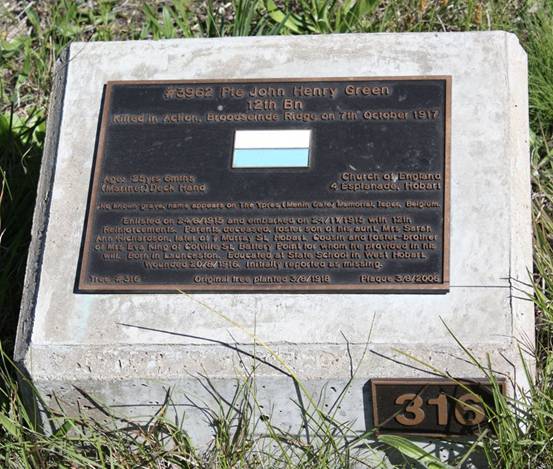 #3962 Pte John Henry Green
12th Bn
Killed in Action, Broodseinde Ridge on 7th October 1917
Age: 25yrs 6mths
Church of England
(Mariner) Deck Hand
4 Esplanade, Hobart
No known grave, name appears on The Ypres (Menin Gate) Memorial, Ieper, Belgium.
Enlisted on 24/6/1915 and embarked on 24/11/1915 with 12th
Reinforcements. Parents deceased, foster son of his aunt, Mrs. Sarah
Ann Richardson, later of 7 Murray St, Hobart. Cousin and foster brother
of Mrs. Eva King of Colville St, Battery Point for whom he provided in his
will. Born in Launceston. Educated at State School in West Hobart.
Wounded 20/8/1916. Initially reported as missing.
Tree #316 Original tree planted 3/8/1918 Plaque 3/8/2006
316